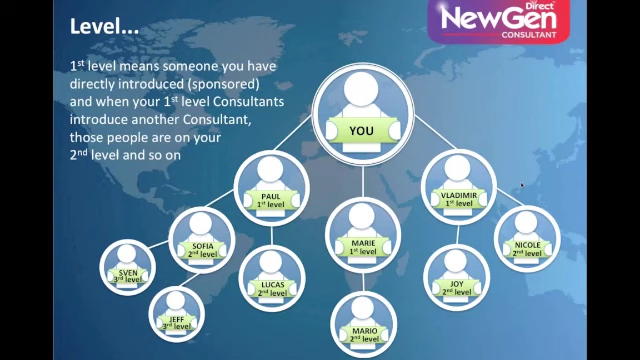 Level...
Direct
NewGen
CONSULTANT
1st level means someone you have
directly introduced (sponsored)
and when your 1st level Consultants
introduce another Consultant,
those people are on your
2nd level and so on
YOU
PAUL
1st level
VLADIMIR
1st level
MARIE
1st level
SOFIA
2nd level
NICOLE
2nd level
SVEN
3rd level
LUCAS
2nd level
JOY
2nd level
JEFF
3rd level
MARIO
2nd level